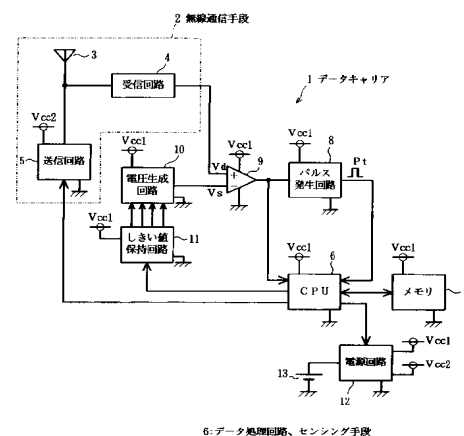 2 無線通信手段
3
4
受信回路
1 データキャリア
Vcc2
5
送信回路
Vcc1
10
電圧生成
回路
Vd
Vs
Vcc1
9
Vcc1
8
パルス
発生回路
Pt
Vcc1
しきい値
保持回路
11
Vcc1
6
CPU
Vcc1
メモリ
電源回路
12
13
Vcc1
Vcc2
6:データ処理回路、センシング手段